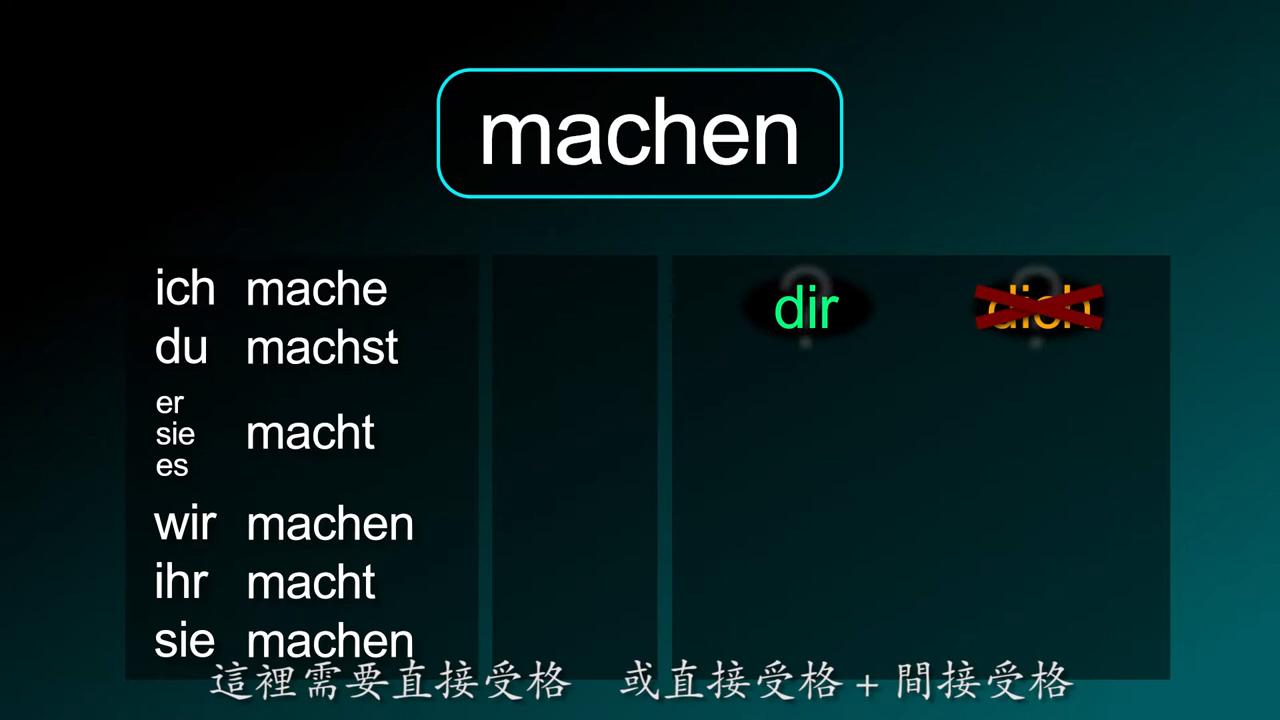 machen
ich mache dir dich
du machst
er
sie macht
es
wir machen
ihr macht
sie machen
這裡需要直接受格 或直接受格+間接受格